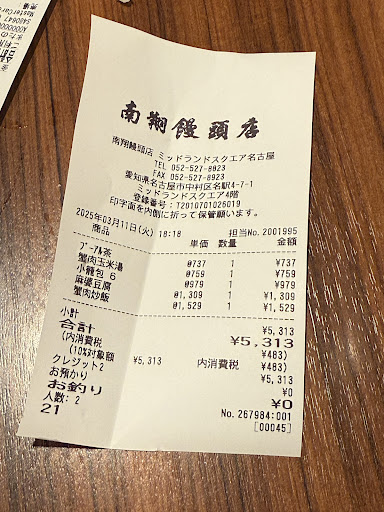 南翔饅頭店
南翔饅頭店 ミッドランドスクエア名古屋
TEL 052-527-8923
FAX 052-527-8923
愛知県名古屋市中村区名駅4-7-1
ミッドランドスクエア4階
登録番号:T2010701026019
印字面を内側に折って保管願います。
2025年03月11日(火) 18:18 担当No.2001995
商品 単価 数量 金額
プーアル茶 @737 1 ¥737
蟹肉玉米湯 @759 1 ¥759
小籠包 6 @979 1 ¥979
麻婆豆腐 @1,309 1 ¥1,309
蟹肉炒飯 @1,529 1 ¥1,529
小計 ¥5,313
合計 ¥5,313
(内消費税 ¥483)
(10%対象額 ¥5,313 内消費税 ¥483)
クレジット2 ¥5,313
お預かり ¥0
お釣り ¥0
人数: 2 No.267984:001
21 [00045]